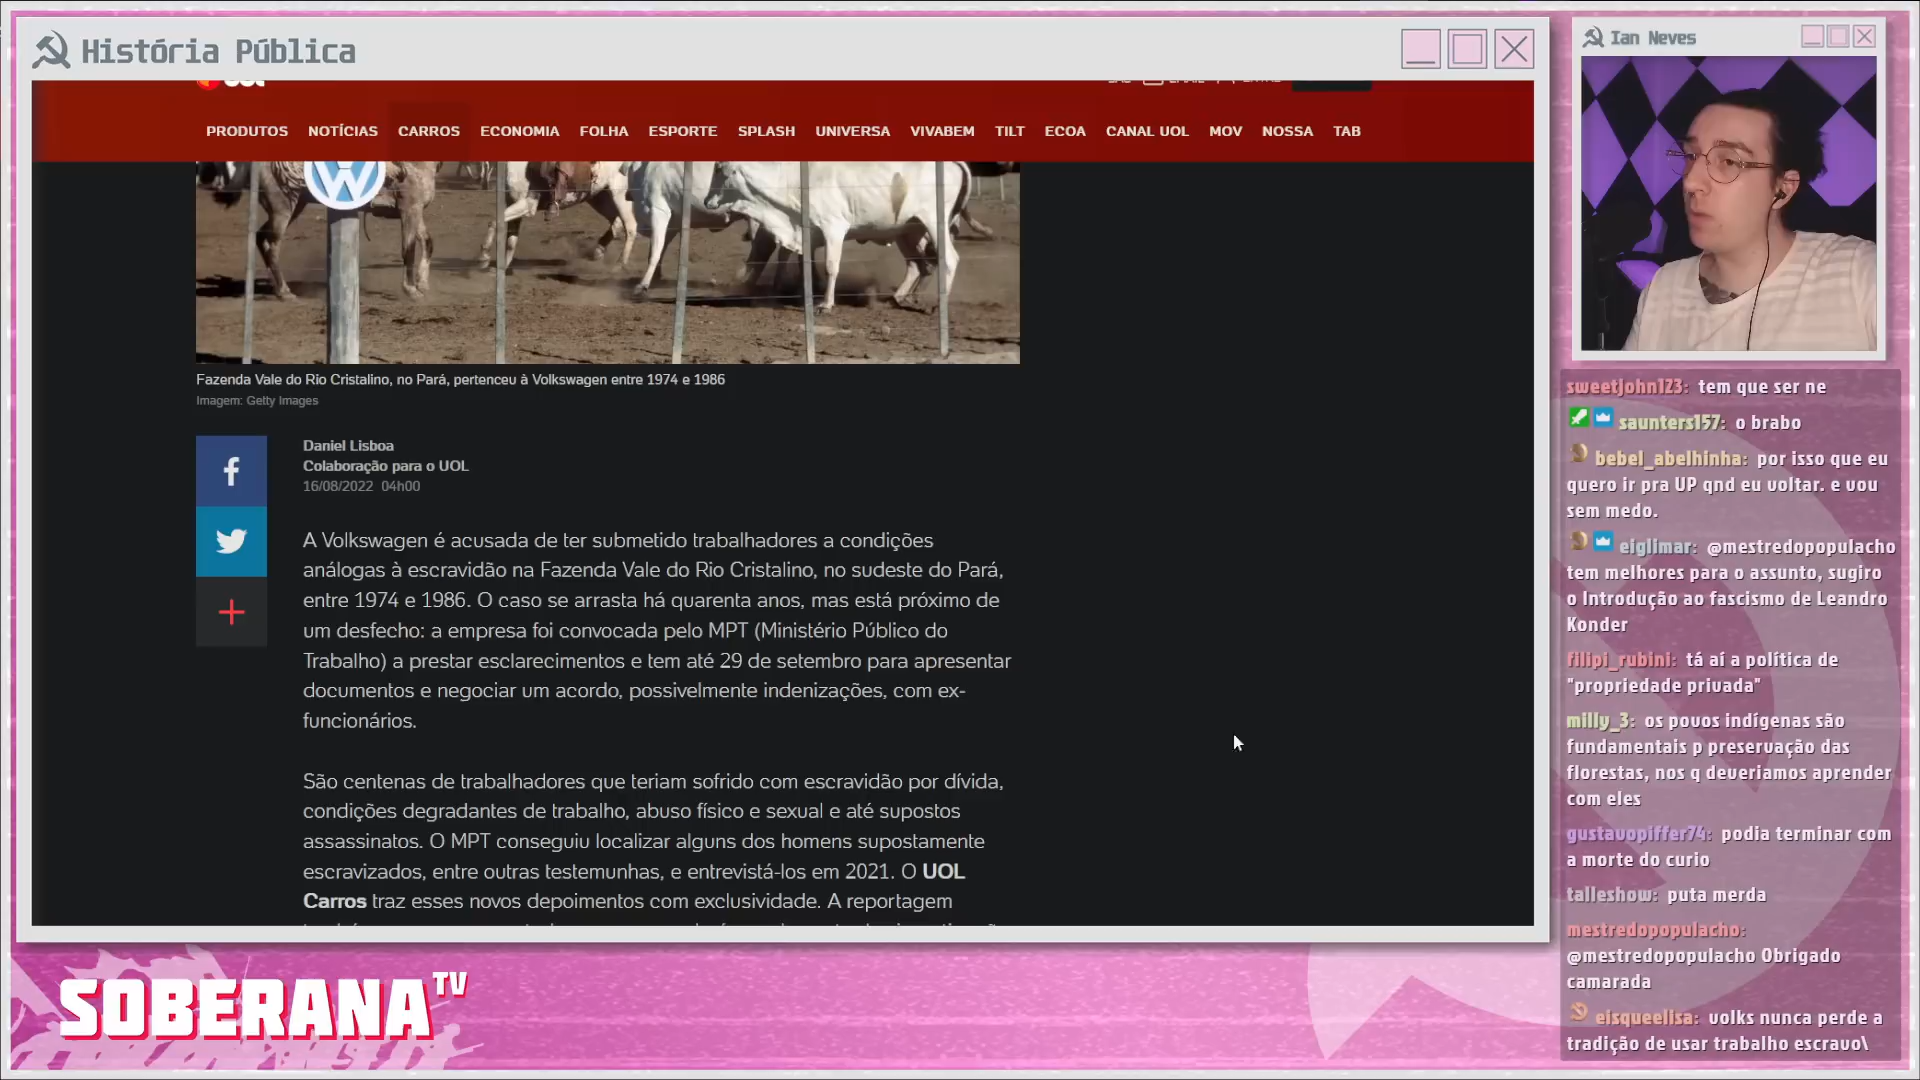 História Pública
PRODUTOS NOTÍCIAS CARROS ECONOMIA FOLHA ESPORTE SPLASH UNIVERSA VIVABEM TILT ECOA CANAL UOL MOV NOSSA TAB
Fazenda Vale do Rio Cristalino, no Pará, pertenceu à Volkswagen entre 1974 e 1986
Imagem: Getty Images
Daniel Lisboa
Colaboração para o UOL
16/08/2022 04h00
A Volkswagen é acusada de ter submetido trabalhadores a condições
análogas à escravidão na Fazenda Vale do Rio Cristalino, no sudeste do Pará,
entre 1974 e 1986. O caso se arrasta há quarenta anos, mas está próximo de
um desfecho: a empresa foi convocada pelo MPT (Ministério Público do
Trabalho) a prestar esclarecimentos e tem até 29 de setembro para apresentar
documentos e negociar um acordo, possivelmente indenizações, com ex-
funcionários.
São centenas de trabalhadores que teriam sofrido com escravidão por dívida,
condições degradantes de trabalho, abuso físico e sexual e até supostos
assassinatos. O MPT conseguiu localizar alguns dos homens supostamente
escravizados, entre outras testemunhas, e entrevistá-los em 2021. O UOL
Carros traz esses novos depoimentos com exclusividade. A reportagem
Ian Neves
sweetjohn123: tem que ser ne
saunters157: o brabo
bebel_abelhinha: por isso que eu
quero ir pra UP qnd eu voltar. e vou
sem medo.
eiglimar: @mestredopopulacho
tem melhores para o assunto, sugiro
o Introdução ao fascismo de Leandro
Konder
filipi_rubini: tá aí a política de
"propriedade privada"
milly_3: os povos indígenas são
fundamentais p preservação das
florestas, nos q deveriamos aprender
com eles
gustavopiffer74: podia terminar com
a morte do curio
talleshow: puta merda
mestredopopulacho:
@mestredopopulacho Obrigado
camarada
eisqueelisa: volks nunca perde a
tradição de usar trabalho escravo\
SOBERANA TV